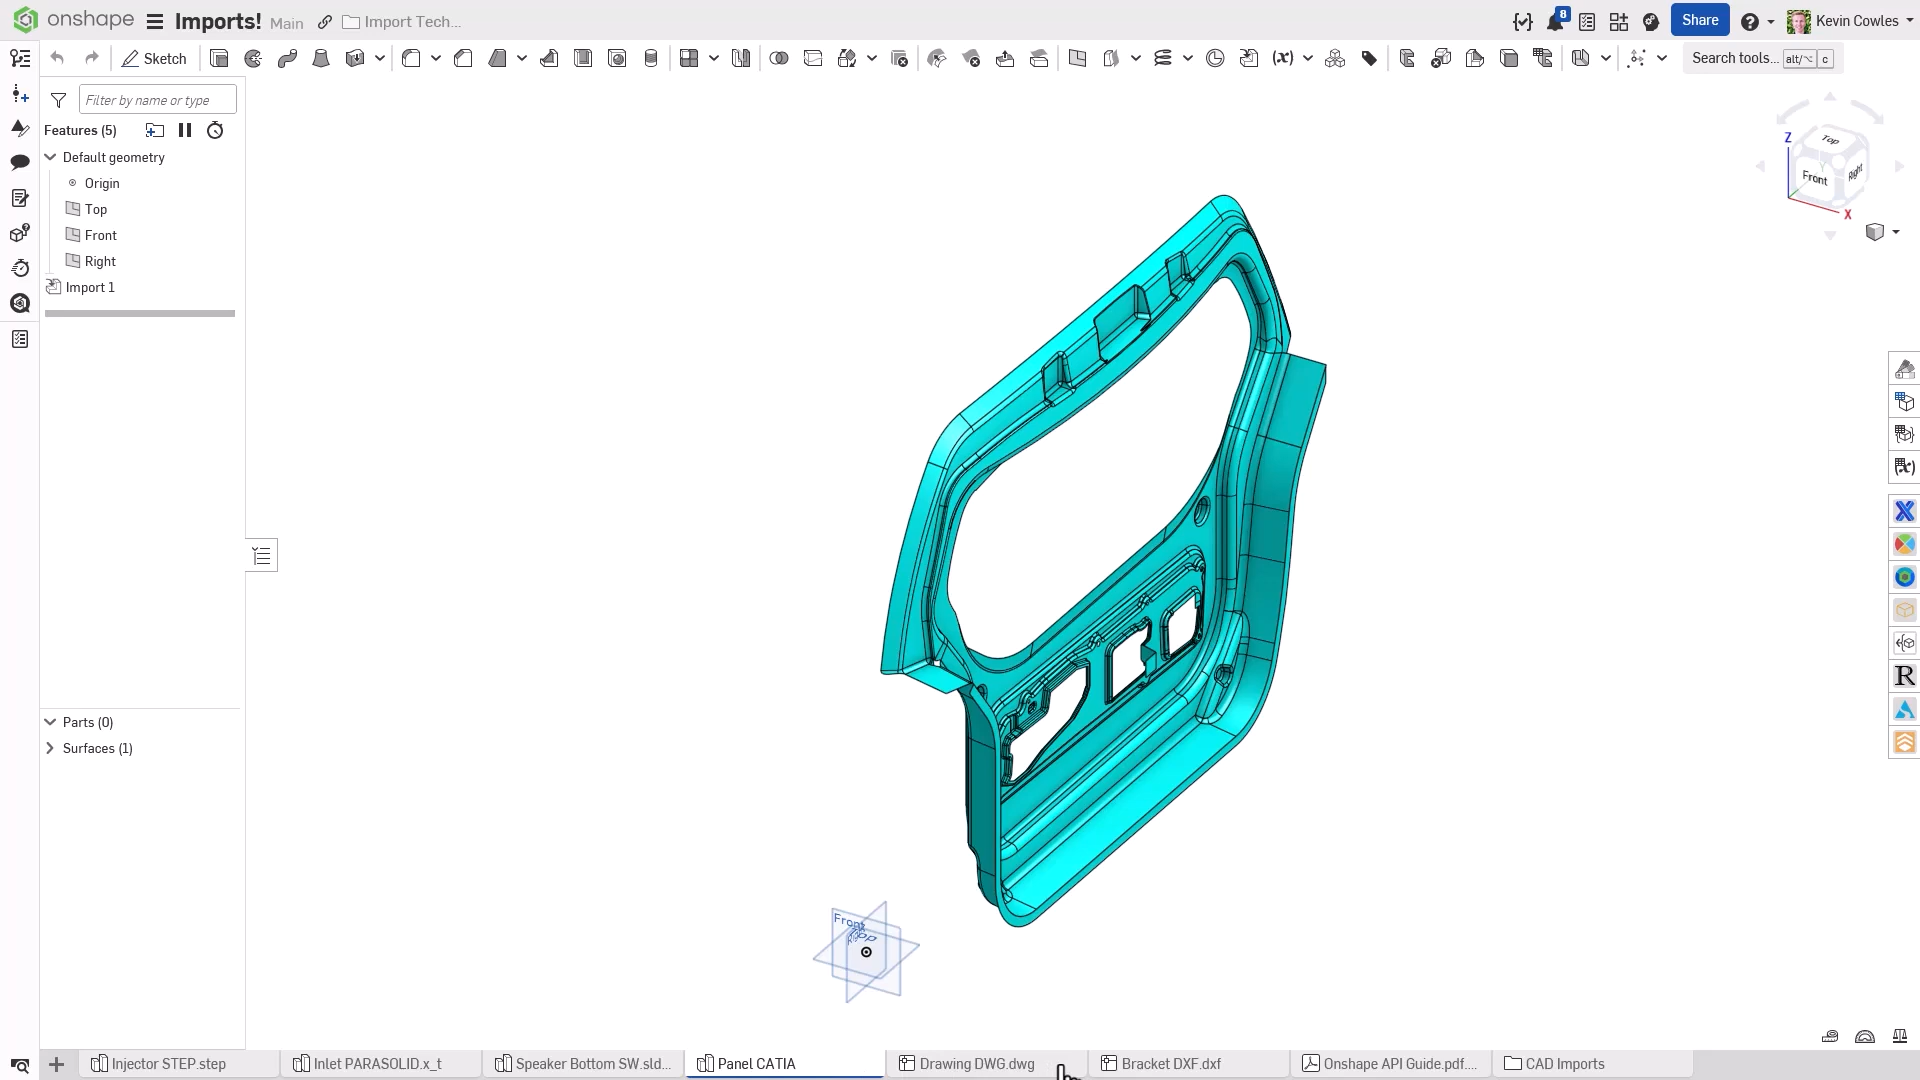 onshape Imports! Main Import Tech... 8 Share Kevin Cowles
Sketch Search tools... alt/⌥ c
Filter by name or type
Features (5)
Default geometry
Origin
Top
Front
Right
Import 1
Parts (0)
Surfaces (1)
Z
Top
Front
Right
X
(x)
R
Front
Top
Injector STEP.step
Inlet PARASOLID.x_t
Speaker Bottom SW.sld...
Panel CATIA
Drawing DWG.dwg
Bracket DXF.dxf
Onshape API Guide.pdf....
CAD Imports